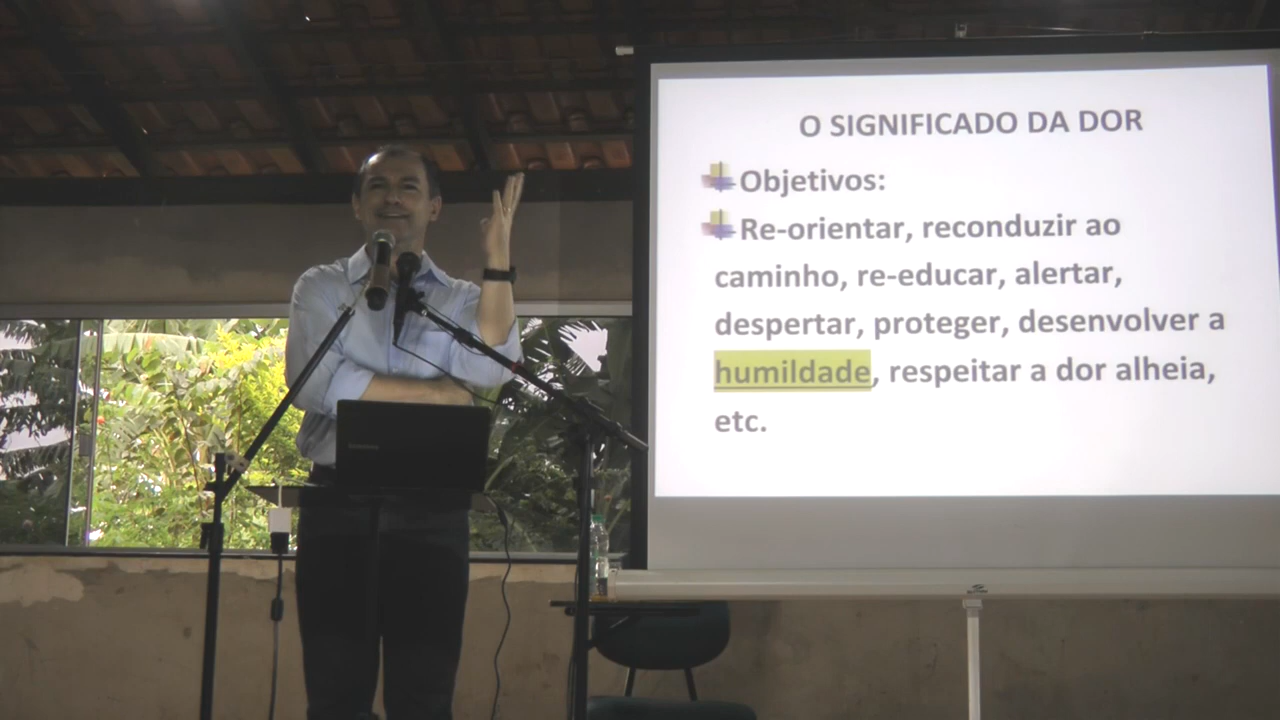 O SIGNIFICADO DA DOR
Objetivos:
Re-orientar, reconduzir ao
caminho, re-educar, alertar,
despertar, proteger, desenvolver a
humildade, respeitar a dor alheia,
etc.